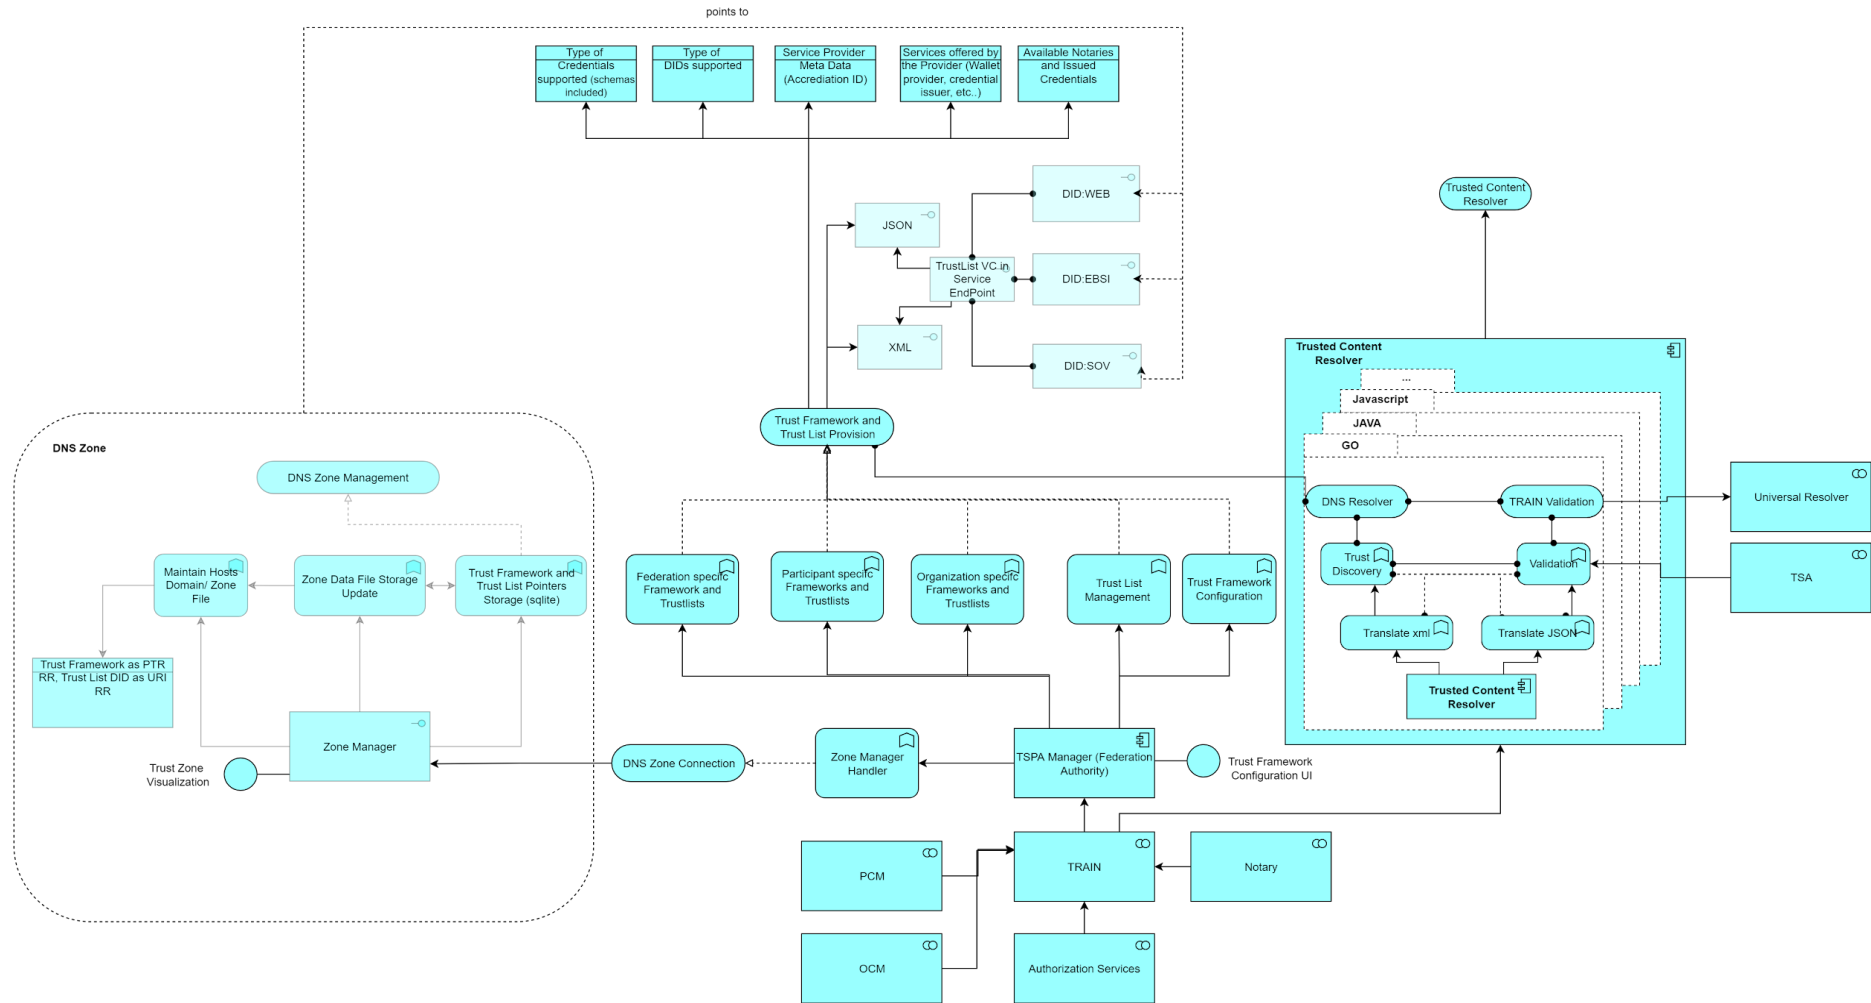 points to
Type of
Credentials
supported (schemas
included)
Type of
DIDs supported
Service Provider
Meta Data
(Accrediation ID)
Services offered by
the Provider (Wallet
provider, credential
issuer, etc..)
Available Notaries
and Issued
Credentials
DID:WEB
JSON
TrustList VC in
Service
EndPoint
DID:EBSI
XML
DID:SOV
Trusted Content
Resolver
Trusted Content
Resolver
...
Javascript
JAVA
GO
Trust Framework and
Trust List Provision
DNS Zone
DNS Zone Management
DNS Resolver
TRAIN Validation
Universal Resolver
Maintain Hosts
Domain/ Zone
File
Zone Data File Storage
Update
Trust Framework and
Trust List Pointers
Storage (sqlite)
Federation specifc
Framework and
Trustlists
Participant specifc
Frameworks and
Trustlists
Organization specifc
Frameworks and
Trustlists
Trust List
Management
Trust Framework
Configuration
Trust
Discovery
Validation
TSA
Translate xml
Translate JSON
Trust Framework as PTR
RR, Trust List DID as URI
RR
Trusted Content
Resolver
Zone Manager
Trust Zone
Visualization
DNS Zone Connection
Zone Manager
Handler
TSPA Manager (Federation
Authority)
Trust Framework
Configuration UI
PCM
TRAIN
Notary
OCM
Authorization Services